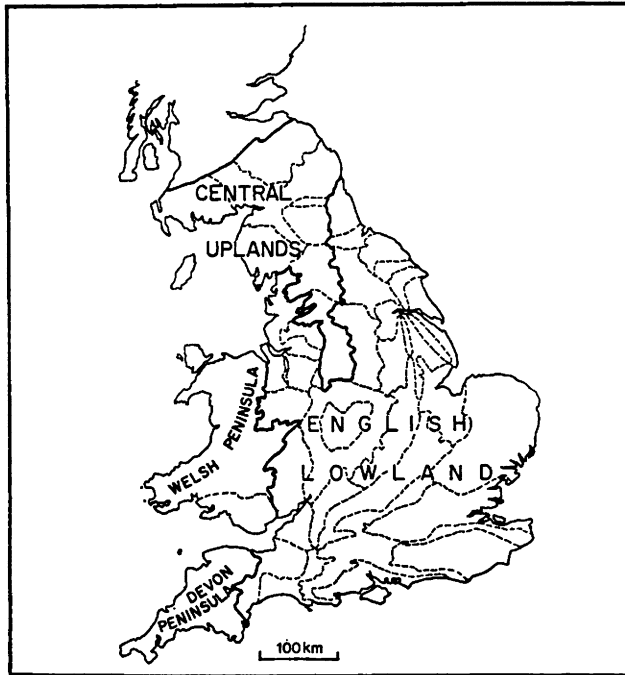 CENTRAL
UPLANDS
ENGLISH
LOWLAND
WELSH PENINSULA
DEVON
PENINSULA
100km